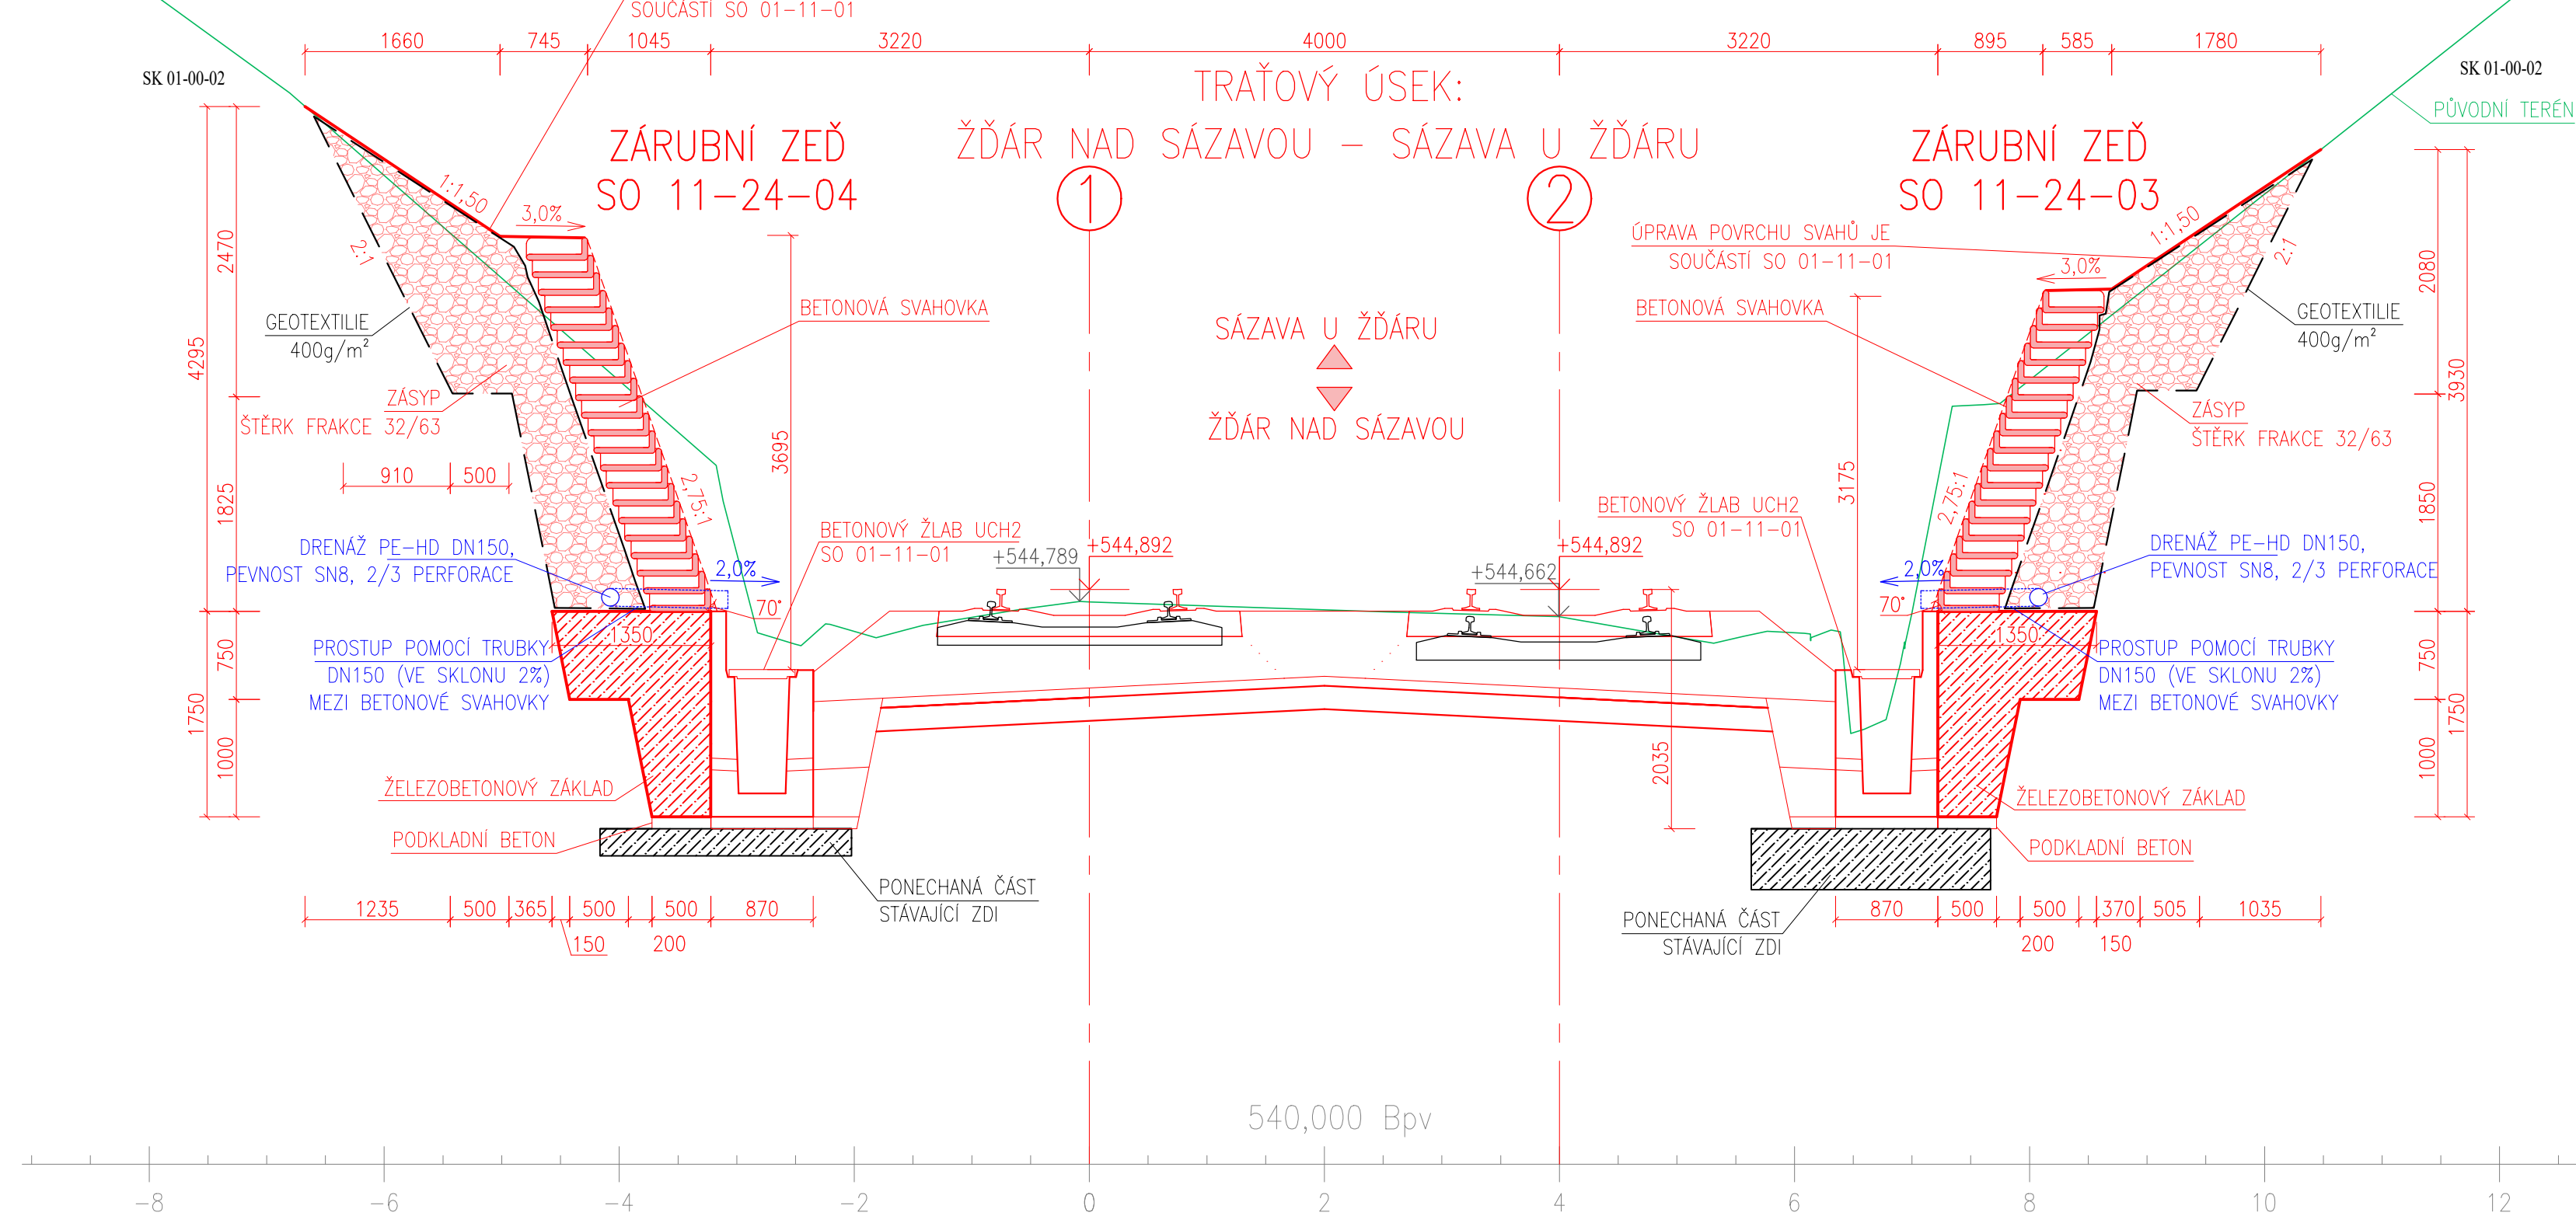 SOUČÁSTÍ SO 01-11-01
1660
745
1045
3220
4000
3220
895
585
1780
SK 01-00-02
SK 01-00-02
TRAŤOVÝ ÚSEK:
ŽĎÁR NAD SÁZAVOU - SÁZAVA U ŽĎÁRU
PŮVODNÍ TERÉN
ZÁRUBNÍ ZEĎ
SO 11-24-04
1
2
ZÁRUBNÍ ZEĎ
SO 11-24-03
1:1,50
3,0%
2:1
2470
4295
1825
GEOTEXTILIE
400g/m²
ZÁSYP
ŠTĚRK FRAKCE 32/63
910
500
BETONOVÁ SVAHOVKA
3695
2,75:1
SÁZAVA U ŽĎÁRU
ŽĎÁR NAD SÁZAVOU
ÚPRAVA POVRCHU SVAHŮ JE
SOUČÁSTÍ SO 01-11-01
BETONOVÁ SVAHOVKA
3,0%
1:1,50
2:1
2080
3930
1850
GEOTEXTILIE
400g/m²
ZÁSYP
ŠTĚRK FRAKCE 32/63
3175
2,75:1
DRENÁŽ PE-HD DN150,
PEVNOST SN8, 2/3 PERFORACE
2,0%
70°
BETONOVÝ ŽLAB UCH2
SO 01-11-01
+544,789
+544,892
+544,662
+544,892
BETONOVÝ ŽLAB UCH2
SO 01-11-01
2,0%
70°
DRENÁŽ PE-HD DN150,
PEVNOST SN8, 2/3 PERFORACE
1350
PROSTUP POMOCÍ TRUBKY
DN150 (VE SKLONU 2%)
MEZI BETONOVÉ SVAHOVKY
750
1750
1000
1350
PROSTUP POMOCÍ TRUBKY
DN150 (VE SKLONU 2%)
MEZI BETONOVÉ SVAHOVKY
750
1750
1000
2035
ŽELEZOBETONOVÝ ZÁKLAD
PODKLADNÍ BETON
ŽELEZOBETONOVÝ ZÁKLAD
PODKLADNÍ BETON
PONECHANÁ ČÁST
STÁVAJÍCÍ ZDI
PONECHANÁ ČÁST
STÁVAJÍCÍ ZDI
1235
500
365
500
500
870
150
200
870
500
500
370
505
1035
200
150
540,000 Bpv
-8
-6
-4
-2
0
2
4
6
8
10
12